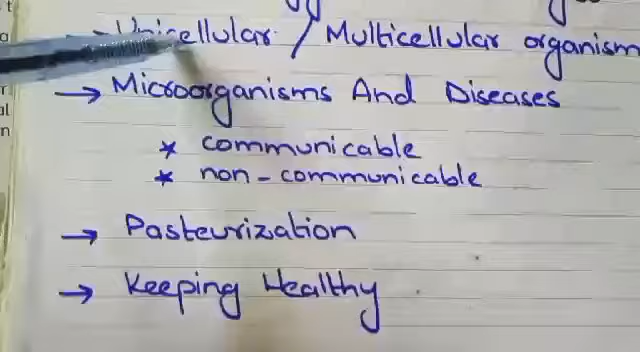 → Unicellular / Multicellular organism
→ Microorganisms And Diseases
* communicable
* non-communicable
→ Pasteurization
→ Keeping Healthy